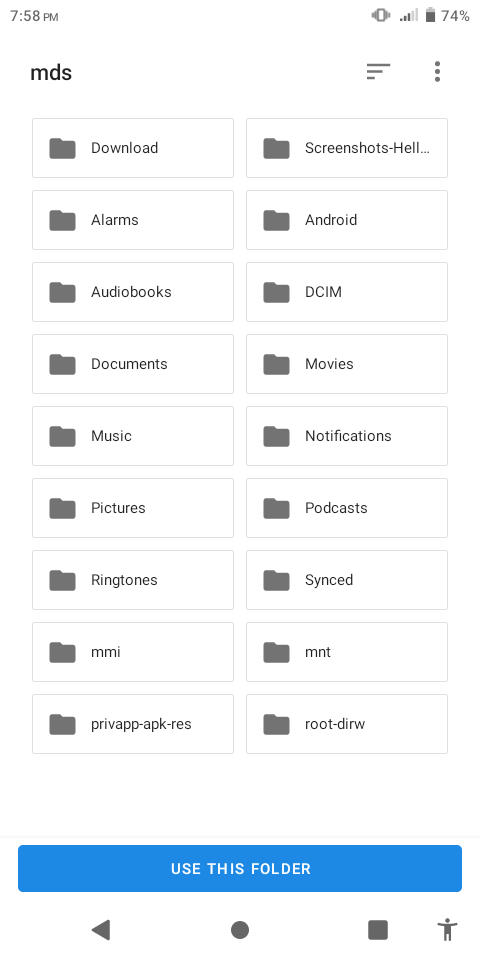 7:58 PM 74%
mds
Download Screenshots-Hell…
Alarms Android
Audiobooks DCIM
Documents Movies
Music Notifications
Pictures Podcasts
Ringtones Synced
mmi mnt
privapp-apk-res root-dirw
USE THIS FOLDER